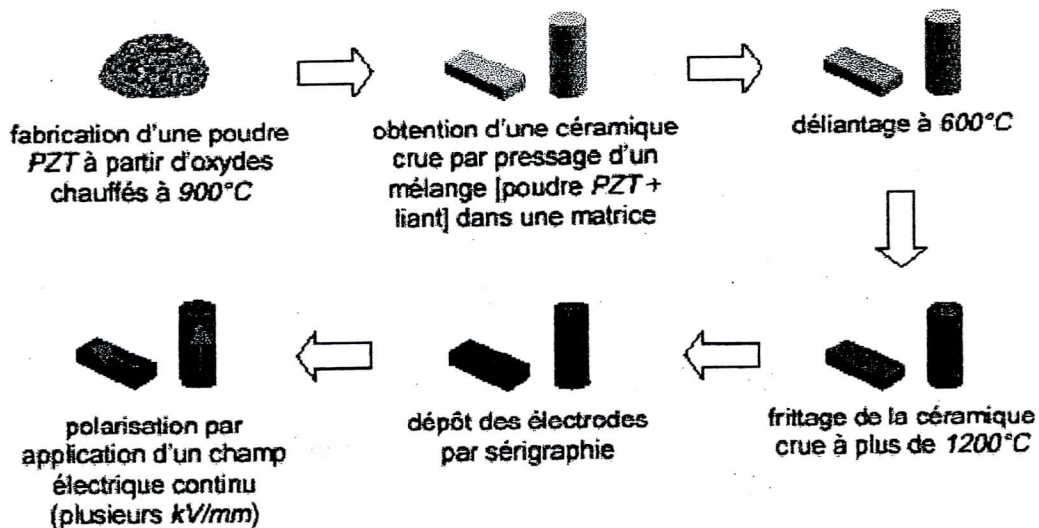 fabrication d'une poudre
PZT à partir d'oxydes
chauffés à 900°C
obtention d'une céramique
crue par pressage d'un
mélange [poudre PZT +
liant] dans une matrice
déliantage à 600°C
frittage de la céramique
crue à plus de 1200°C
dépôt des électrodes
par sérigraphie
polarisation par
application d'un champ
électrique continu
(plusieurs kV/mm)